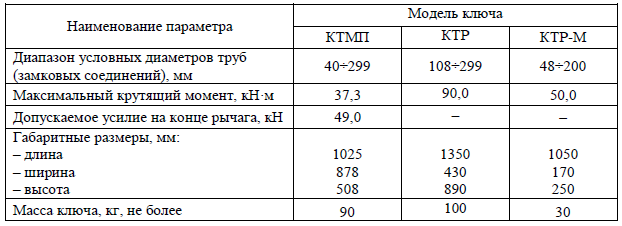 Наименование параметра
Модель ключа
КТМП КТР КТР-М
Диапазон условных диаметров труб
(замковых соединений), мм 40÷299 108÷299 48÷200
Максимальный крутящий момент, кН·м 37,3 90,0 50,0
Допускаемое усилие на конце рычага, кН 49,0 – –
Габаритные размеры, мм:
– длина 1025 1350 1050
– ширина 878 430 170
– высота 508 890 250
Масса ключа, кг, не более 90 100 30